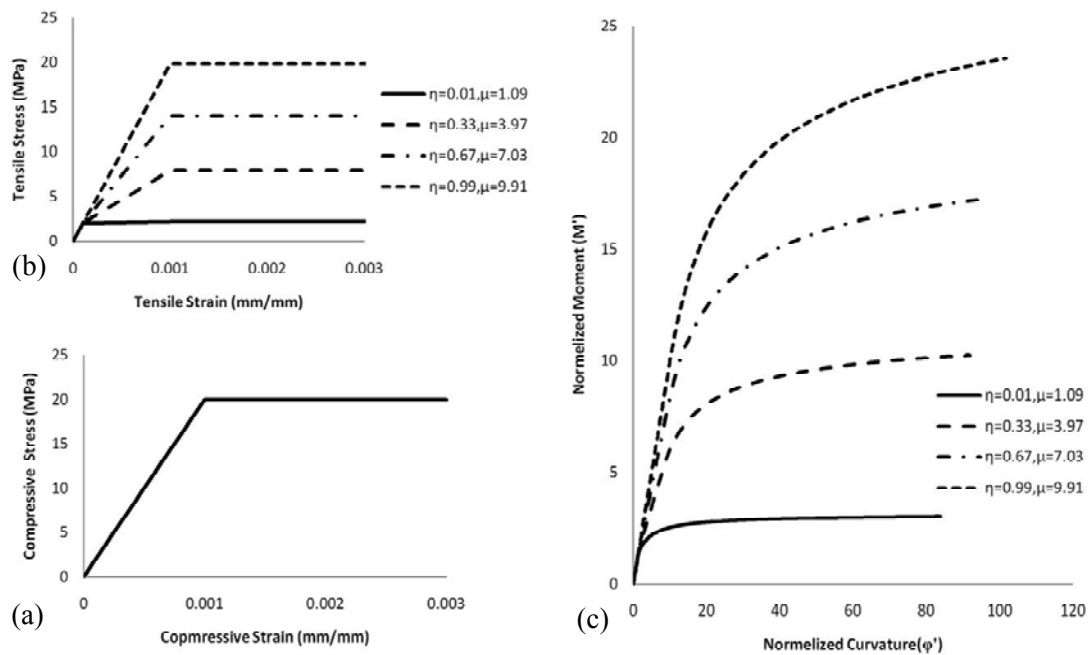 25
20
15
10
5
0
Tensile Stress (MPa)
0 0.001 0.002 0.003
Tensile Strain (mm/mm)
η=0.01,μ=1.09
η=0.33,μ=3.97
η=0.67,μ=7.03
η=0.99,μ=9.91
(b)
25
20
15
10
5
0
Compressive Stress (MPa)
0 0.001 0.002 0.003
Copmressive Strain (mm/mm)
(a)
25
20
15
10
5
0
Normelized Moment (M')
0 20 40 60 80 100 120
Normelized Curvature(φ')
η=0.01,μ=1.09
η=0.33,μ=3.97
η=0.67,μ=7.03
η=0.99,μ=9.91
(c)